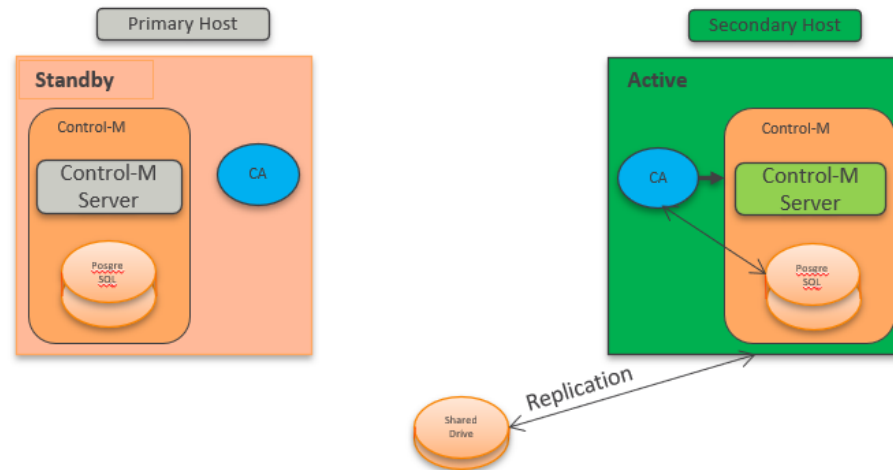 Primary Host
Secondary Host
Standby
Control-M
Control-M
Server
CA
Posgre
SQL
Active
Control-M
CA
Control-M
Server
Posgre
SQL
Replication
Shared
Drive